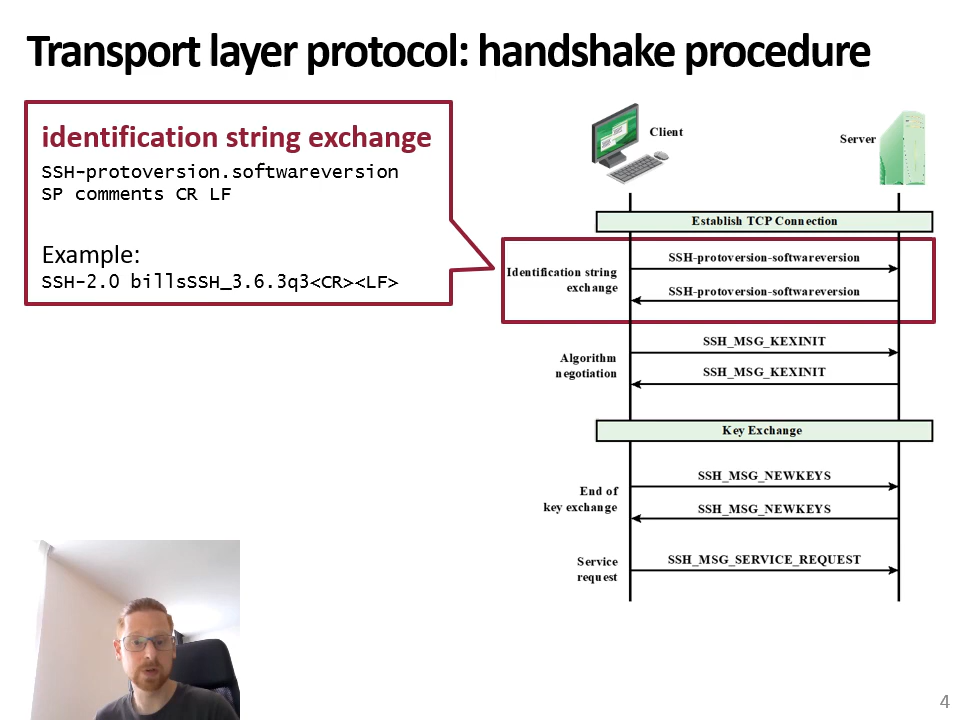 Transport layer protocol: handshake procedure
identification string exchange
SSH-protoversion.softwareversion
SP comments CR LF
Example:
SSH-2.0 billsSSH_3.6.3q3<CR><LF>
Client
Server
Establish TCP Connection
Identification string
exchange
SSH-protoversion-softwareversion
SSH-protoversion-softwareversion
Algorithm
negotiation
SSH_MSG_KEXINIT
SSH_MSG_KEXINIT
Key Exchange
End of
key exchange
SSH_MSG_NEWKEYS
SSH_MSG_NEWKEYS
Service
request
SSH_MSG_SERVICE_REQUEST
4